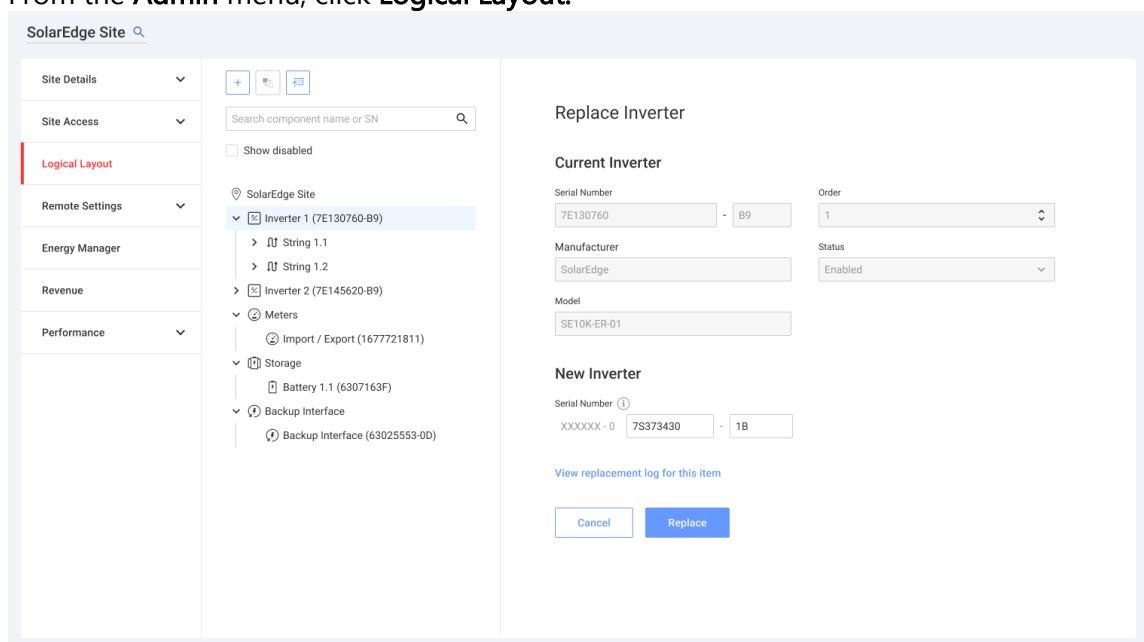 From the Admin menu, click Logical Layout.
SolarEdge Site
Site Details
Site Access
Logical Layout
Remote Settings
Energy Manager
Revenue
Performance
+
Search component name or SN
Show disabled
SolarEdge Site
Inverter 1 (7E130760-B9)
String 1.1
String 1.2
Inverter 2 (7E145620-B9)
Meters
Import / Export (1677721811)
Storage
Battery 1.1 (6307163F)
Backup Interface
Backup Interface (63025553-0D)
Replace Inverter
Current Inverter
Serial Number Order
7E130760 - B9 1
Manufacturer Status
SolarEdge Enabled
Model
SE10K-ER-01
New Inverter
Serial Number i
XXXXXX - 0 7S373430 - 1B
View replacement log for this item
Cancel Replace